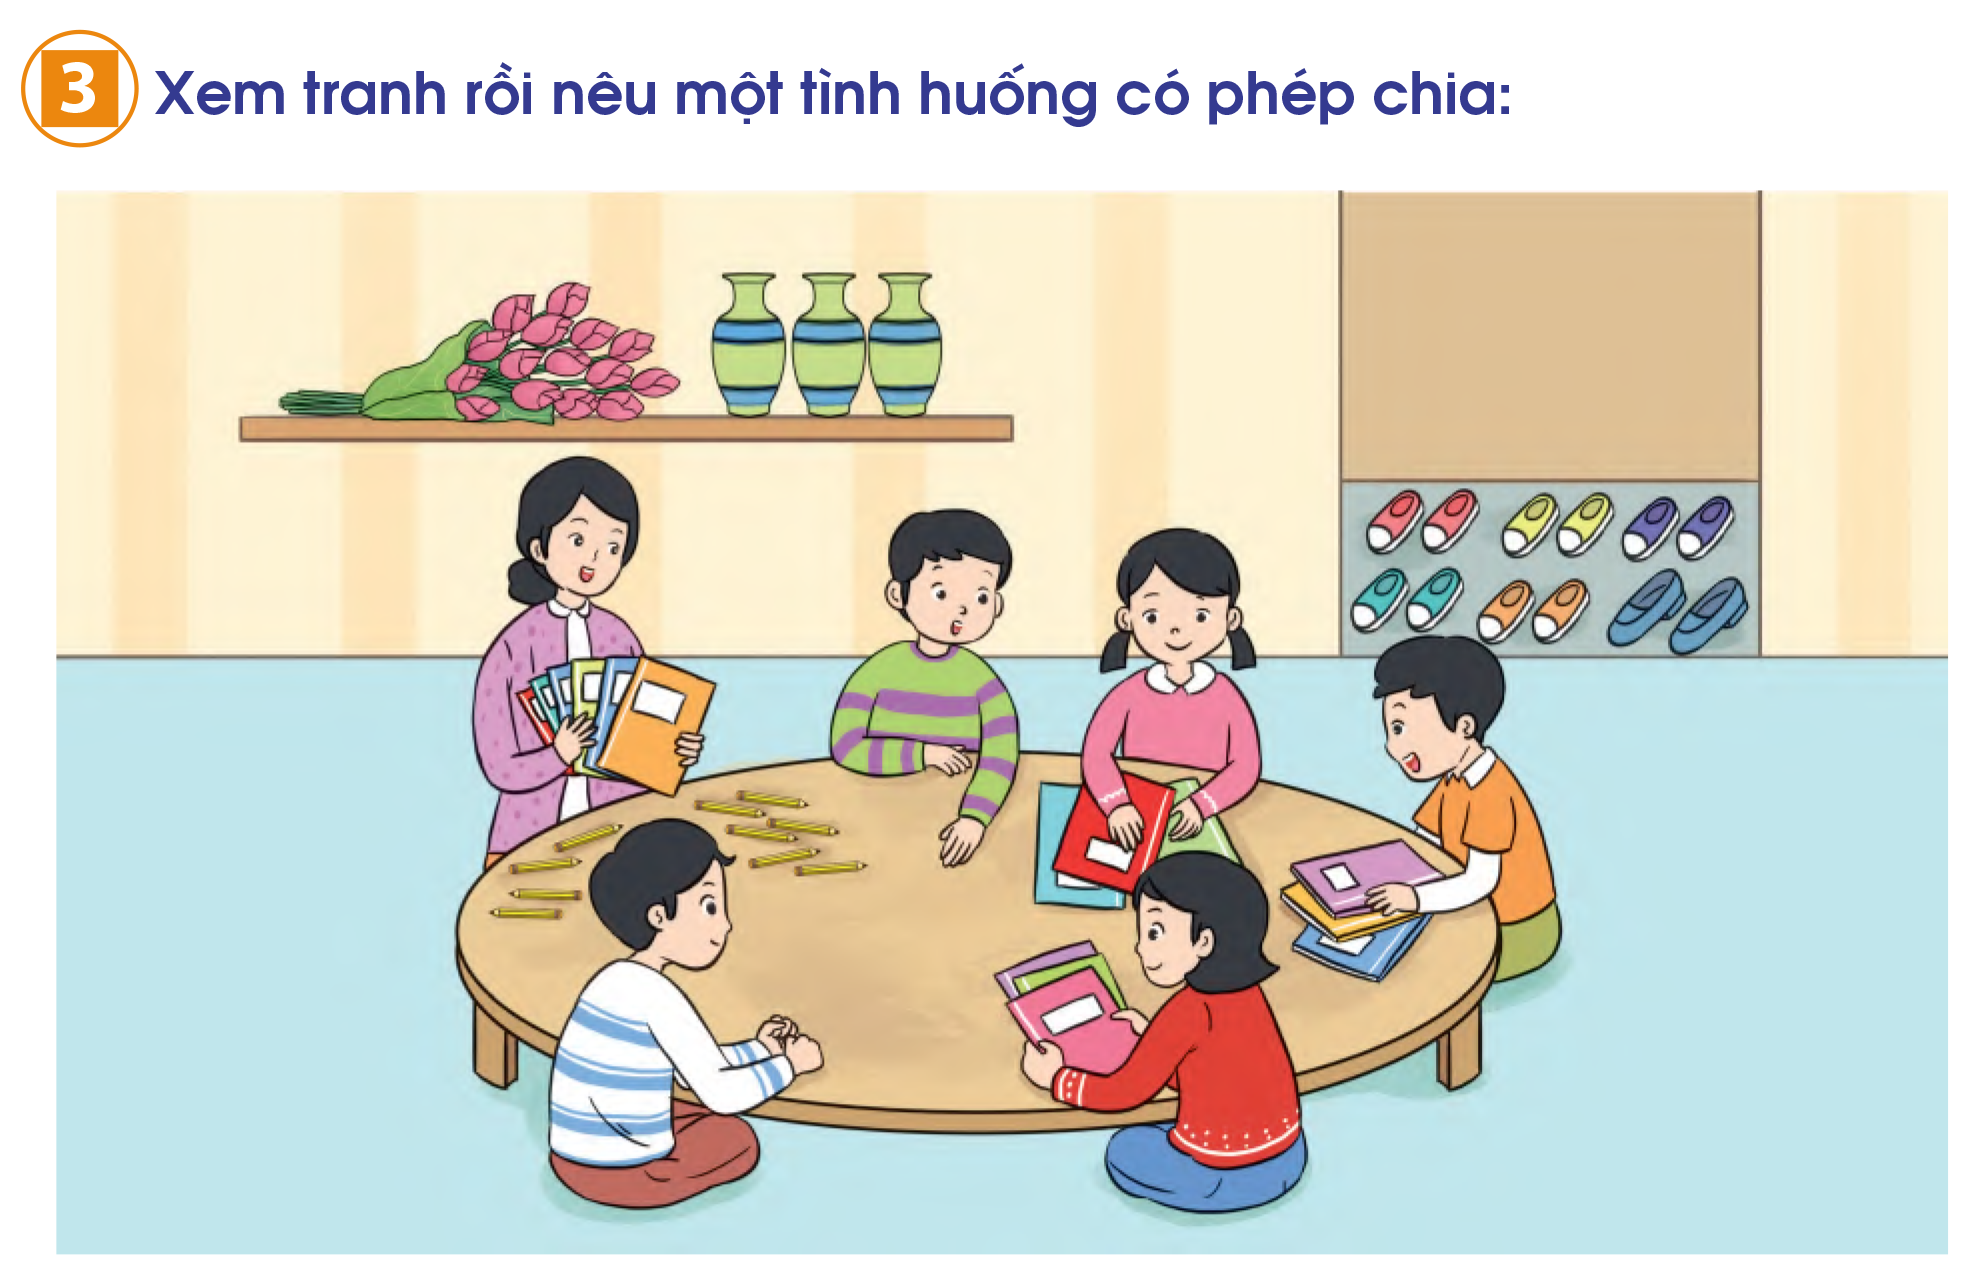 3 Xem tranh rồi nêu một tình huống có phép chia: